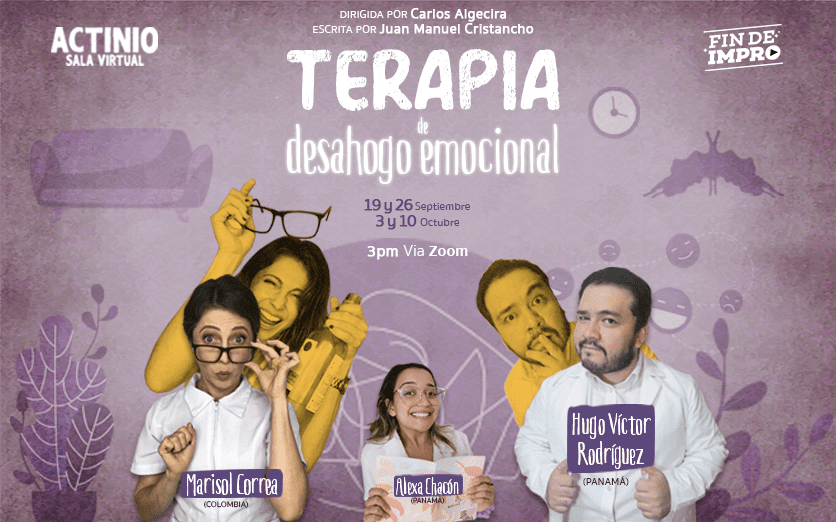 ACTINIO
SALA VIRTUAL
DIRIGIDA POR Carlos Algecira
ESCRITA POR Juan Manuel Cristancho
FIN DE
IMPRO
TERAPIA
de
desahogo emocional
19 y 26 Septiembre
3 y 10 Octubre
3pm Via Zoom
Marisol Correa
(COLOMBIA)
Alexa Chacón
(PANAMÁ)
Hugo Víctor
Rodríguez
(PANAMÁ)